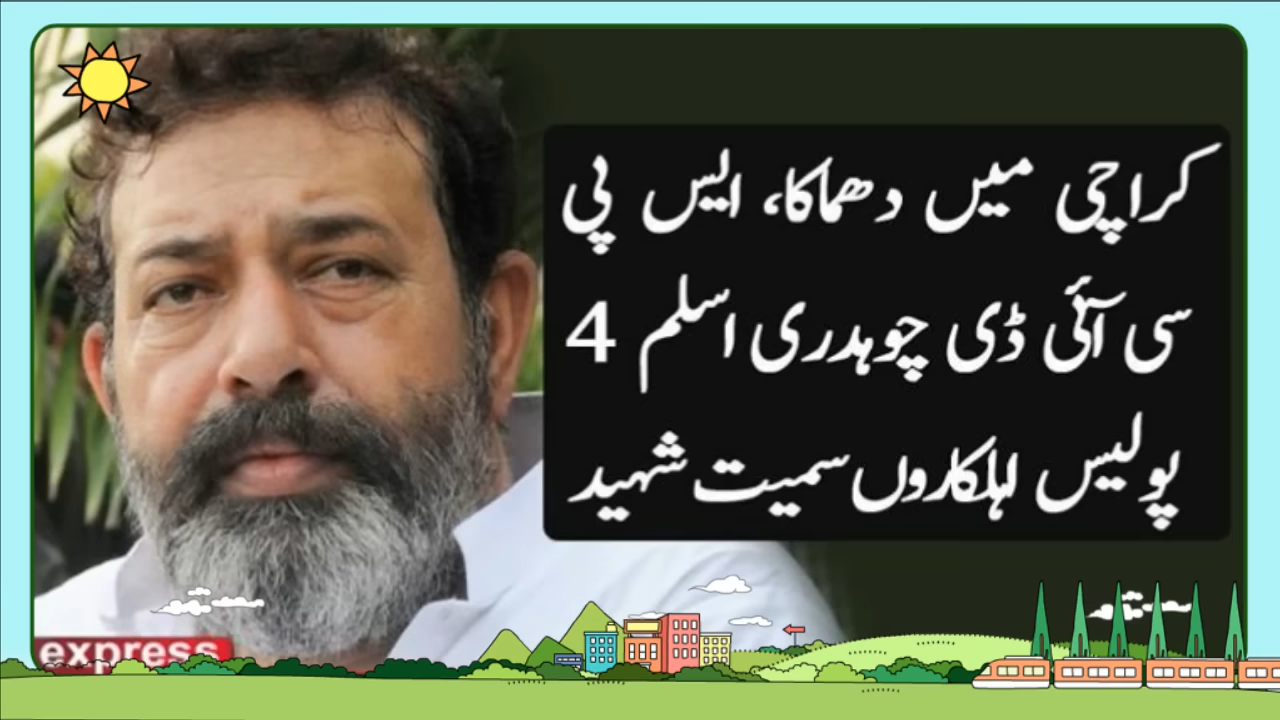 کراچی میں دھماکا، ایس پی
سی آئی ڈی چوہدری اسلم 4
پولیس اہلکاروں سمیت شہید
express